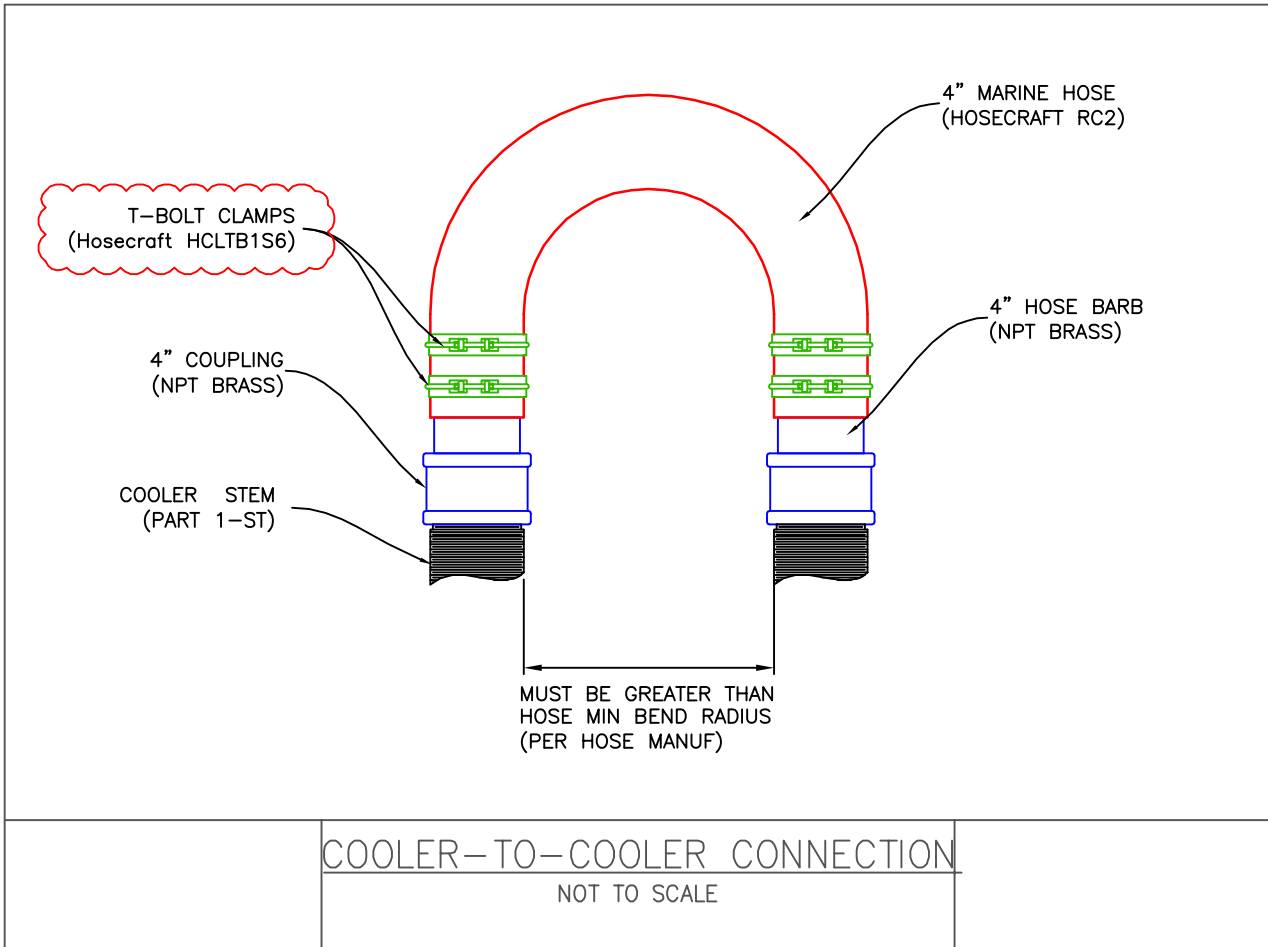 4” MARINE HOSE
(HOSECRAFT RC2)
T-BOLT CLAMPS
(Hosecraft HCLTB1S6)
4” HOSE BARB
(NPT BRASS)
4” COUPLING
(NPT BRASS)
COOLER STEM
(PART 1-ST)
MUST BE GREATER THAN
HOSE MIN BEND RADIUS
(PER HOSE MANUF)
COOLER-TO-COOLER CONNECTION
NOT TO SCALE